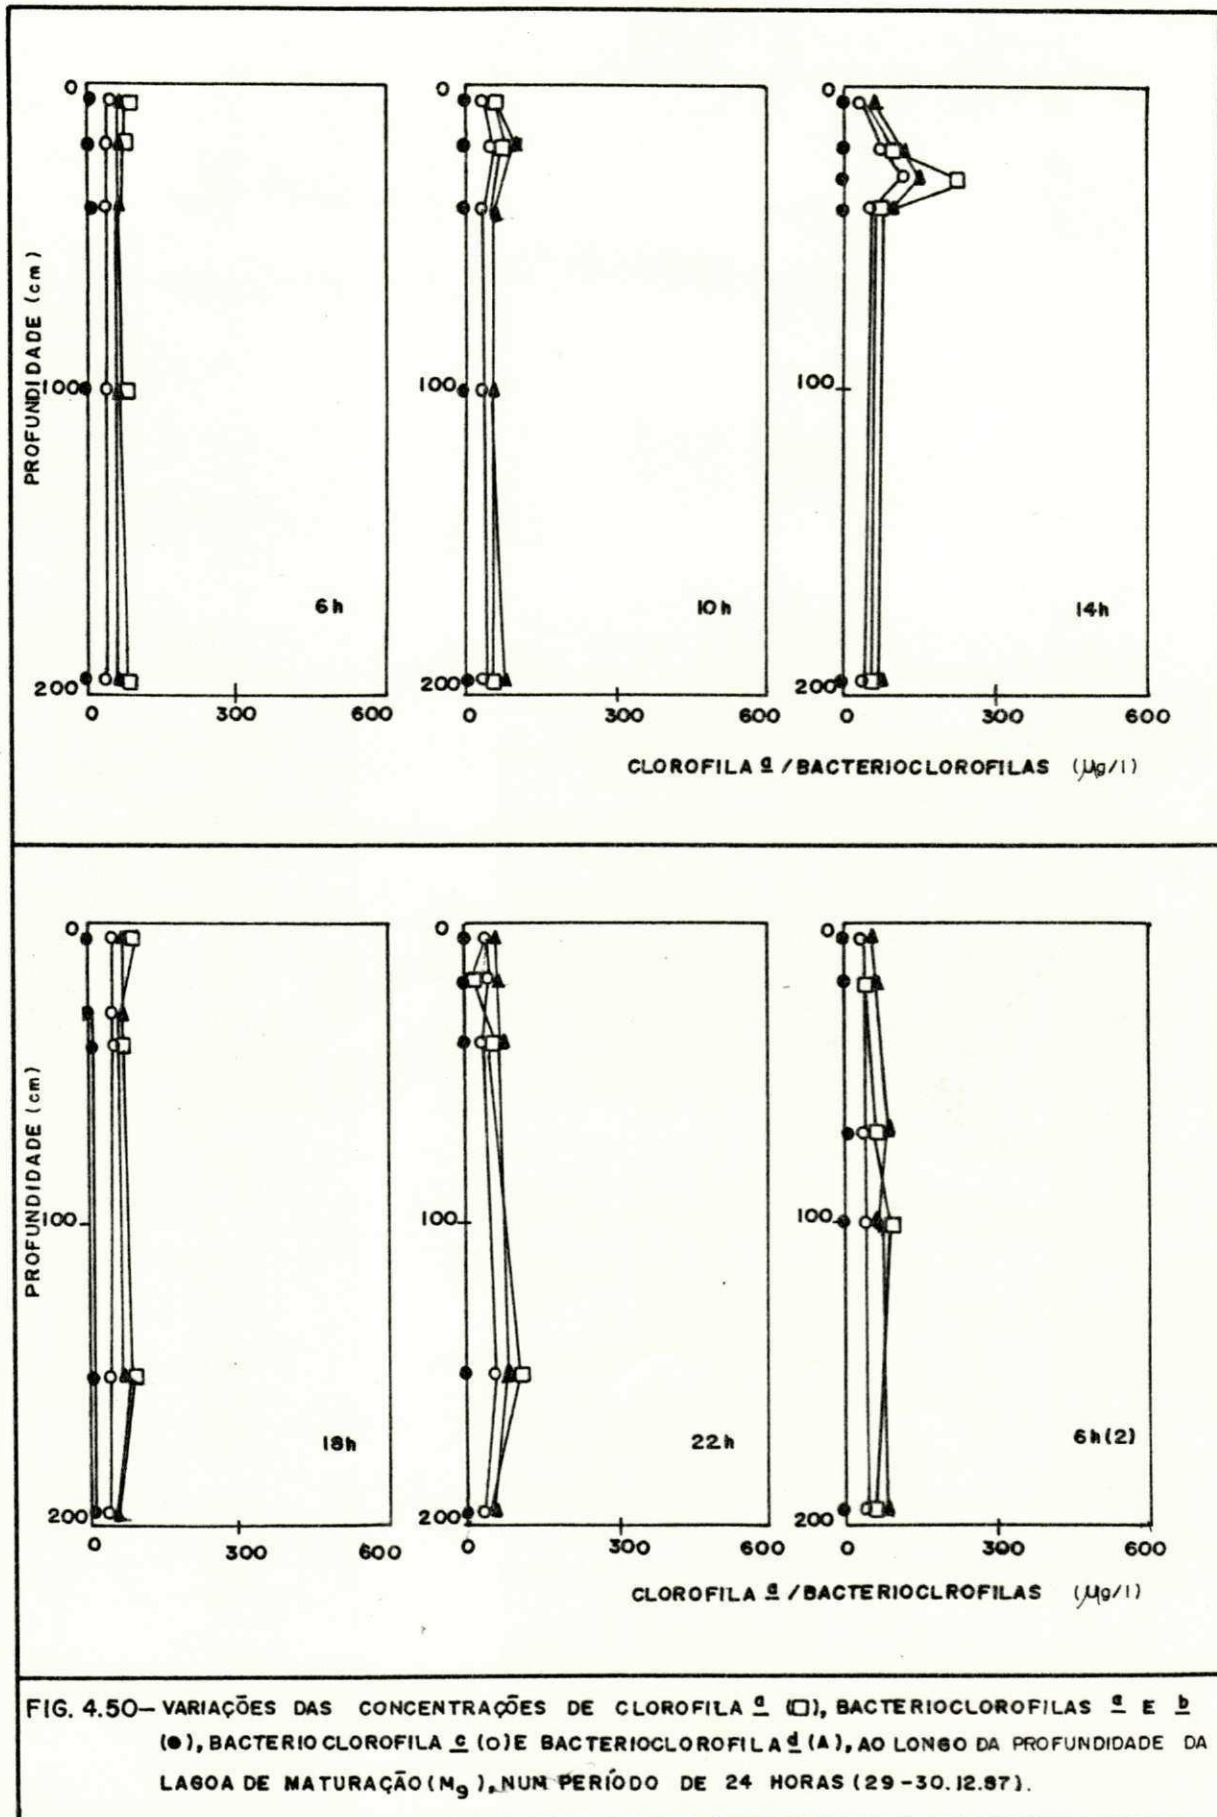 PROFUNDIDADE (cm)
0
100
200
0 300 600
6h
0
100
200
0 300 600
10h
0
100
200
0 300 600
14h
CLOROFILA a / BACTERIOCLOROFILAS (µg/l)
PROFUNDIDADE (cm)
0
100
200
0 300 600
18h
0
100
200
0 300 600
22h
0
100
200
0 300 600
6h(2)
CLOROFILA a / BACTERIOCLROFILAS (µg/l)
FIG. 4.50— VARIAÇÕES DAS CONCENTRAÇÕES DE CLOROFILA a (□), BACTERIOCLOROFILAS a E b
(●), BACTERIOCLOROFILA c (○) E BACTERIOCLOROFILA d (▲), AO LONGO DA PROFUNDIDADE DA
LAGOA DE MATURAÇÃO (M9), NUM PERÍODO DE 24 HORAS (29-30.12.87).